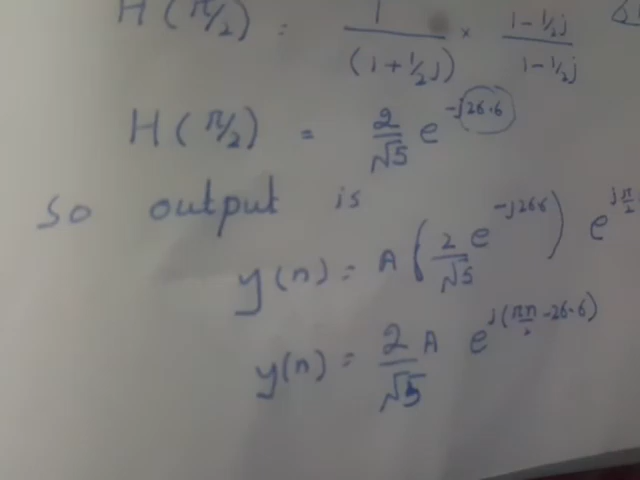 H(π/2) = 1/(1+1/2j) × 1-1/2j/1-1/2j
H(π/2) = 2/√5 e^-j26.6
So output is
y(n) = A(2/√5 e^-j26.6) e^jπ/2
y(n) = 2/√5 A e^j(πn/2-26.6)